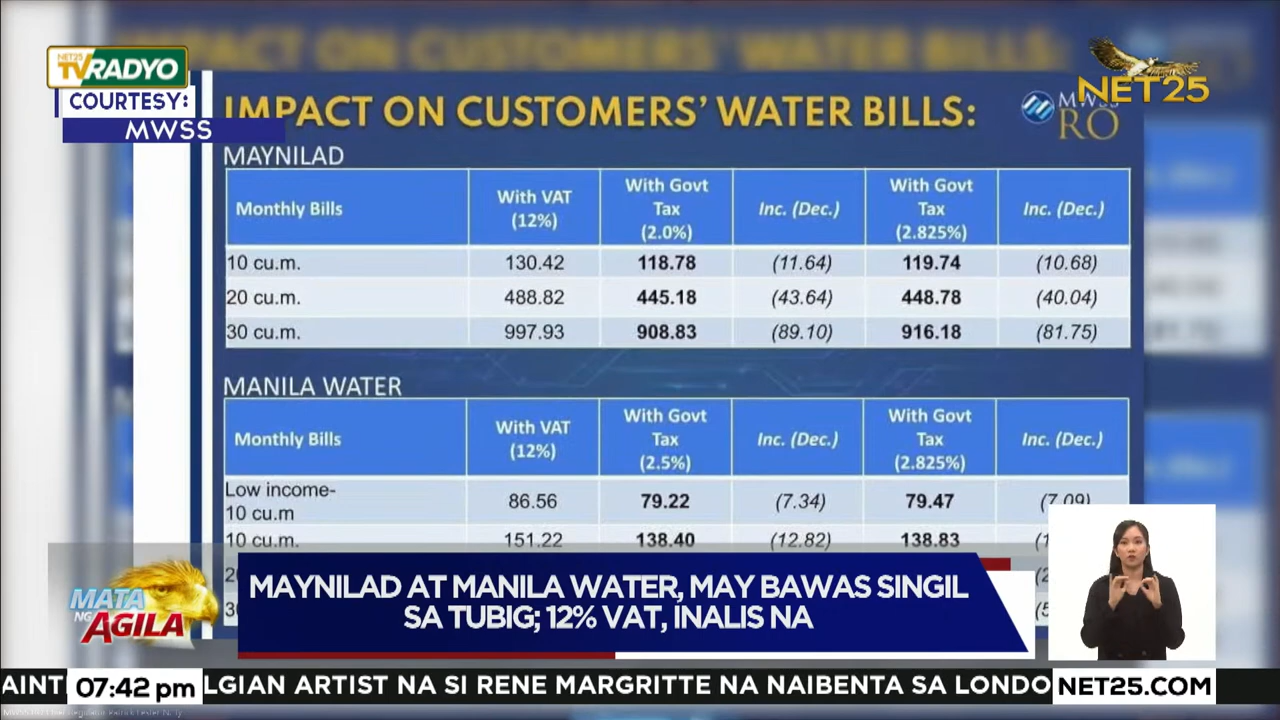 IMPACT ON CUSTOMERS' WATER BILLS:
NET25
TV RADYO
COURTESY:
MWSS
NET25
MWSS
RO
MAYNILAD
Monthly Bills With VAT (12%) With Govt Tax (2.0%) Inc. (Dec.) With Govt Tax (2.825%) Inc. (Dec.)
10 cu.m. 130.42 118.78 (11.64) 119.74 (10.68)
20 cu.m. 488.82 445.18 (43.64) 448.78 (40.04)
30 cu.m. 997.93 908.83 (89.10) 916.18 (81.75)
MANILA WATER
Monthly Bills With VAT (12%) With Govt Tax (2.5%) Inc. (Dec.) With Govt Tax (2.825%) Inc. (Dec.)
Low income-
10 cu.m 86.56 79.22 (7.34) 79.47 (7.09)
10 cu.m. 151.22 138.40 (12.82) 138.83
MATA
NG
AGILA
MAYNILAD AT MANILA WATER, MAY BAWAS SINGIL
SA TUBIG; 12% VAT, INALIS NA
07:42 pm
LGIAN ARTIST NA SI RENE MARGRITTE NA NAIBENTA SA LONDO
NET25.COM